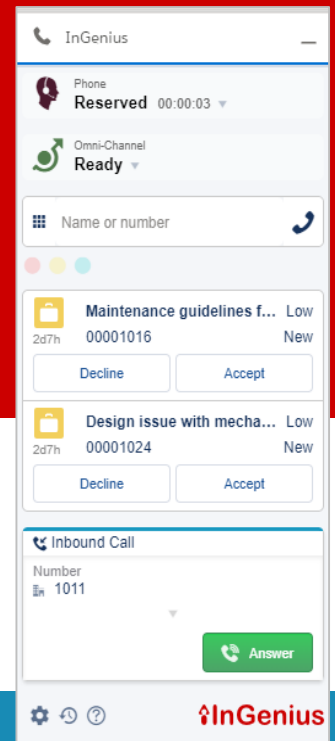 InGenius
Phone
Reserved 00:00:03
Omni-Channel
Ready
Name or number
Maintenance guidelines f... Low
2d7h 00001016 New
Decline Accept
Design issue with mecha... Low
2d7h 00001024 New
Decline Accept
Inbound Call
Number
1011
Answer
InGenius